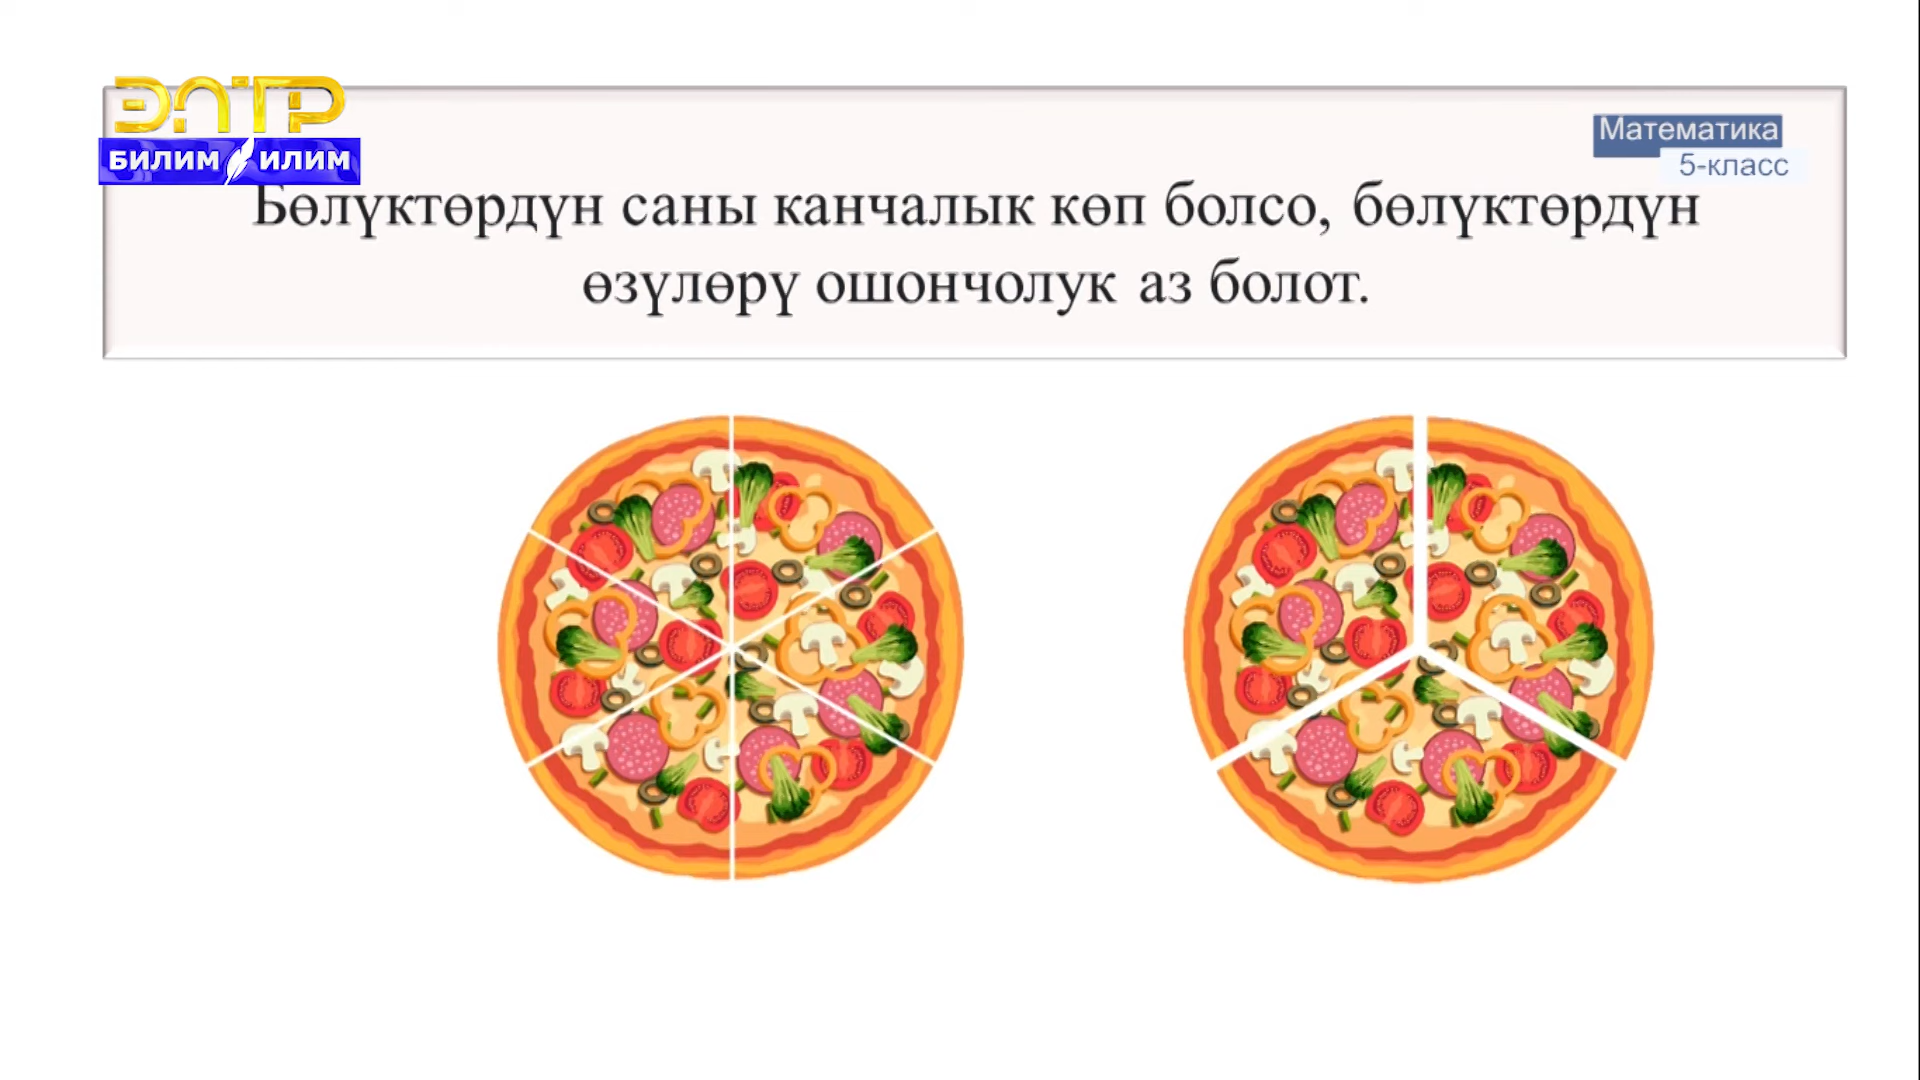 ЭЛТР
БИЛИМ ИЛИМ
Математика
5-класс
Бөлүктөрдүн саны канчалык көп болсо, бөлүктөрдүн
өзүлөрү ошончолук аз болот.